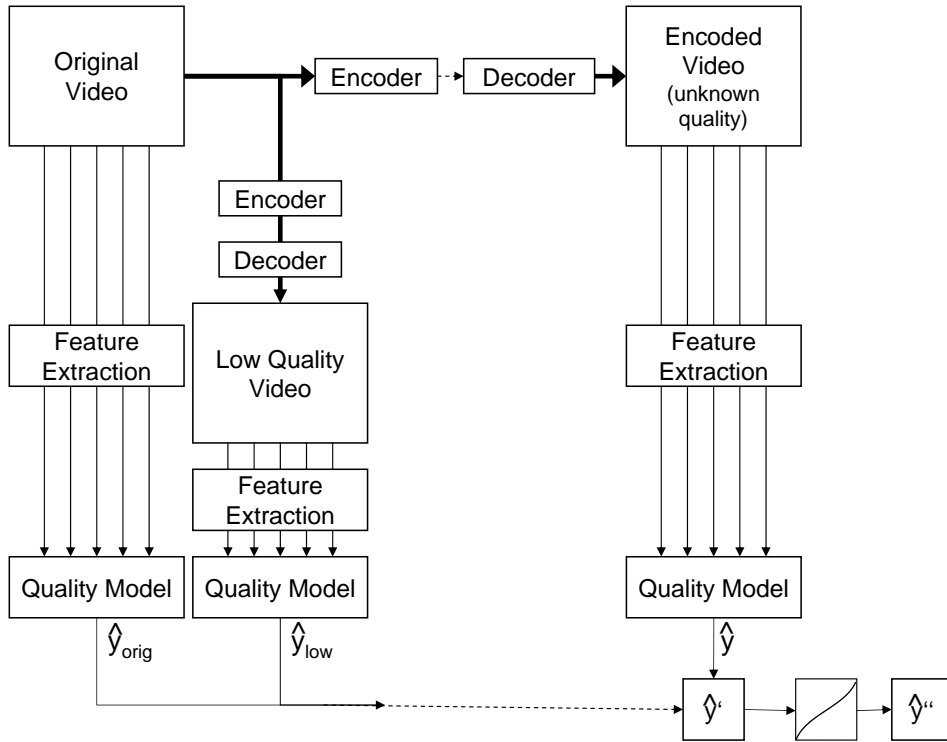 Original
Video
Encoder
Decoder
Encoded
Video
(unknown
quality)
Encoder
Decoder
Low Quality
Video
Feature
Extraction
Feature
Extraction
Feature
Extraction
Quality Model
Quality Model
Quality Model
ŷorig
ŷlow
ŷ
ŷ‘
ŷ“